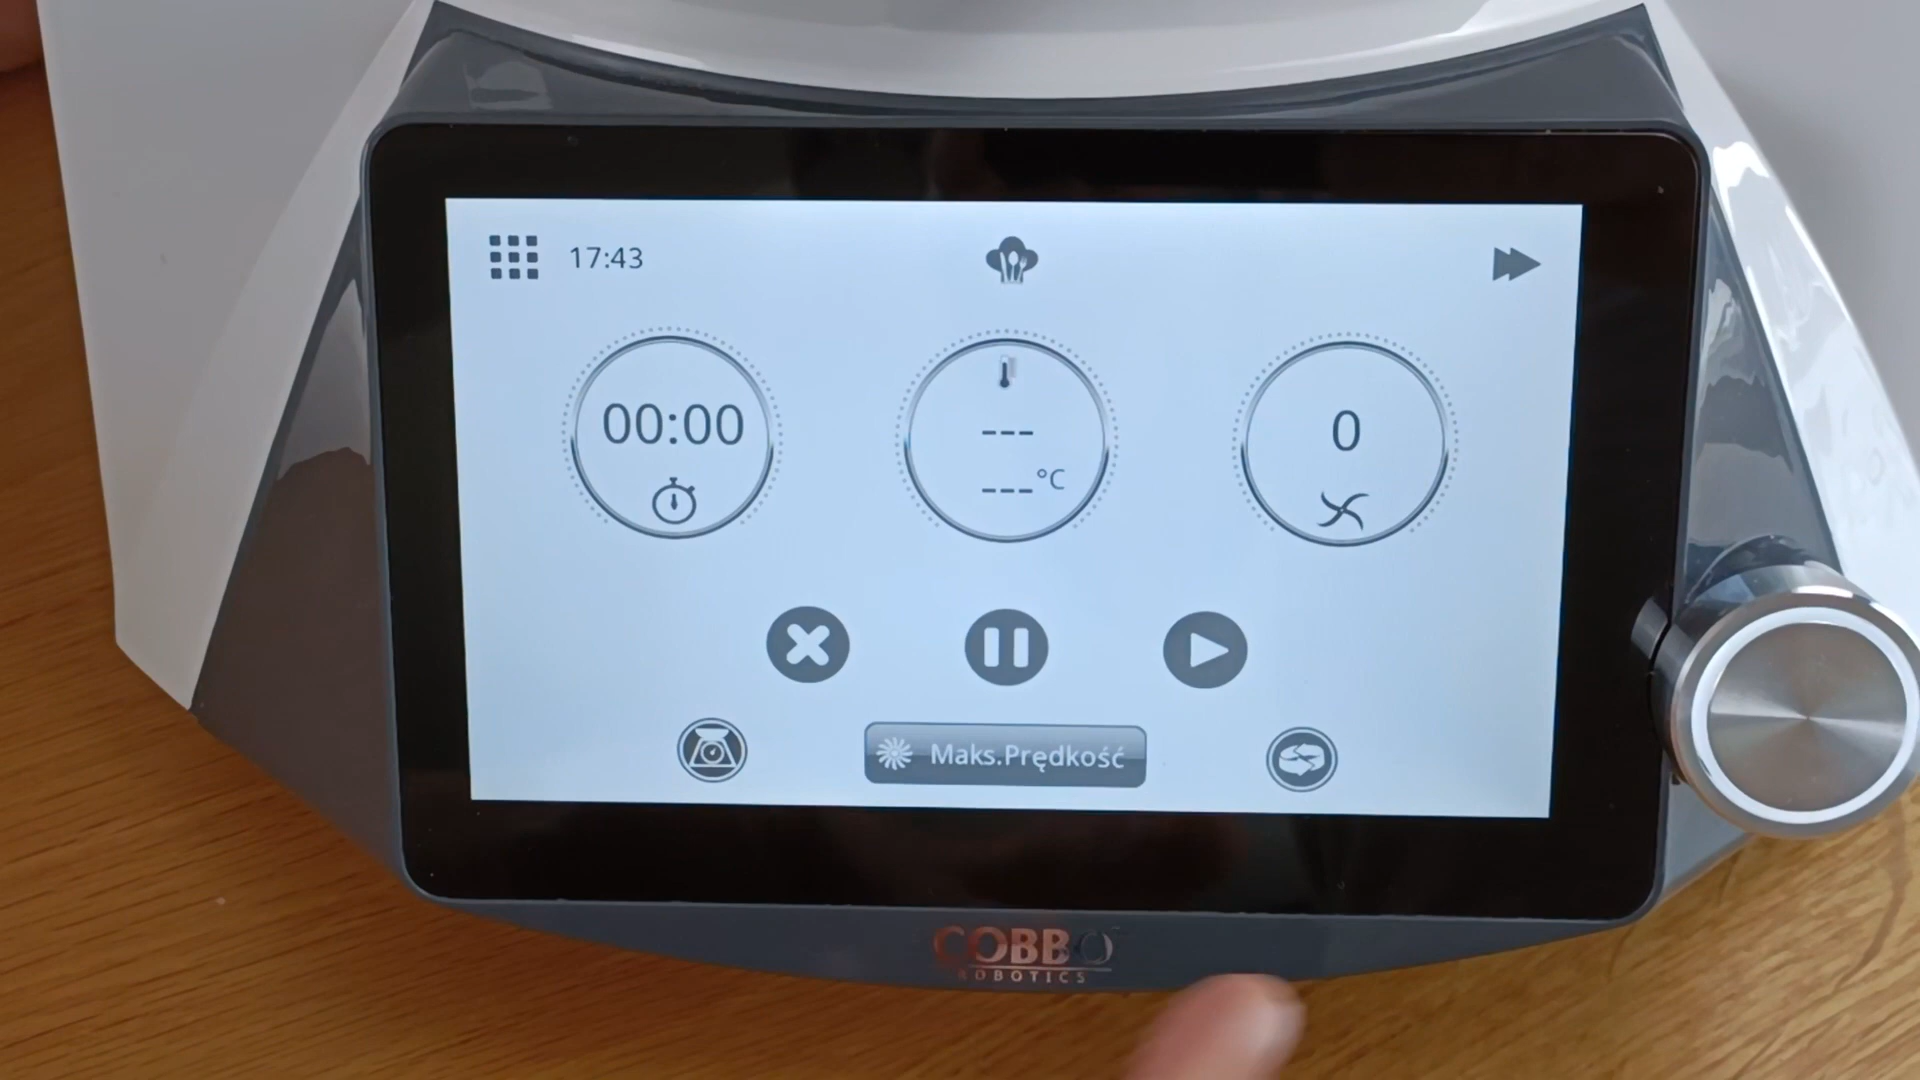 17:43
00:00
---
--- °C
0
Maks.Prędkość
COBBO
ROBOTICS